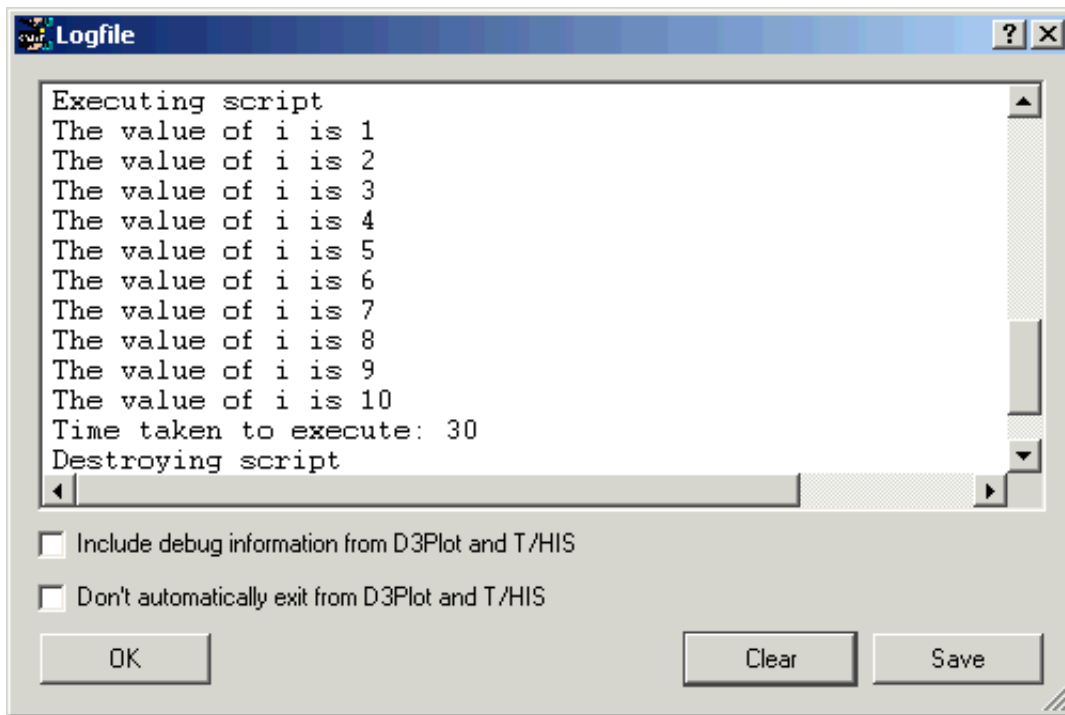 Logfile
Executing script
The value of i is 1
The value of i is 2
The value of i is 3
The value of i is 4
The value of i is 5
The value of i is 6
The value of i is 7
The value of i is 8
The value of i is 9
The value of i is 10
Time taken to execute: 30
Destroying script
Include debug information from D3Plot and T/HIS
Don't automatically exit from D3Plot and T/HIS
OK Clear Save